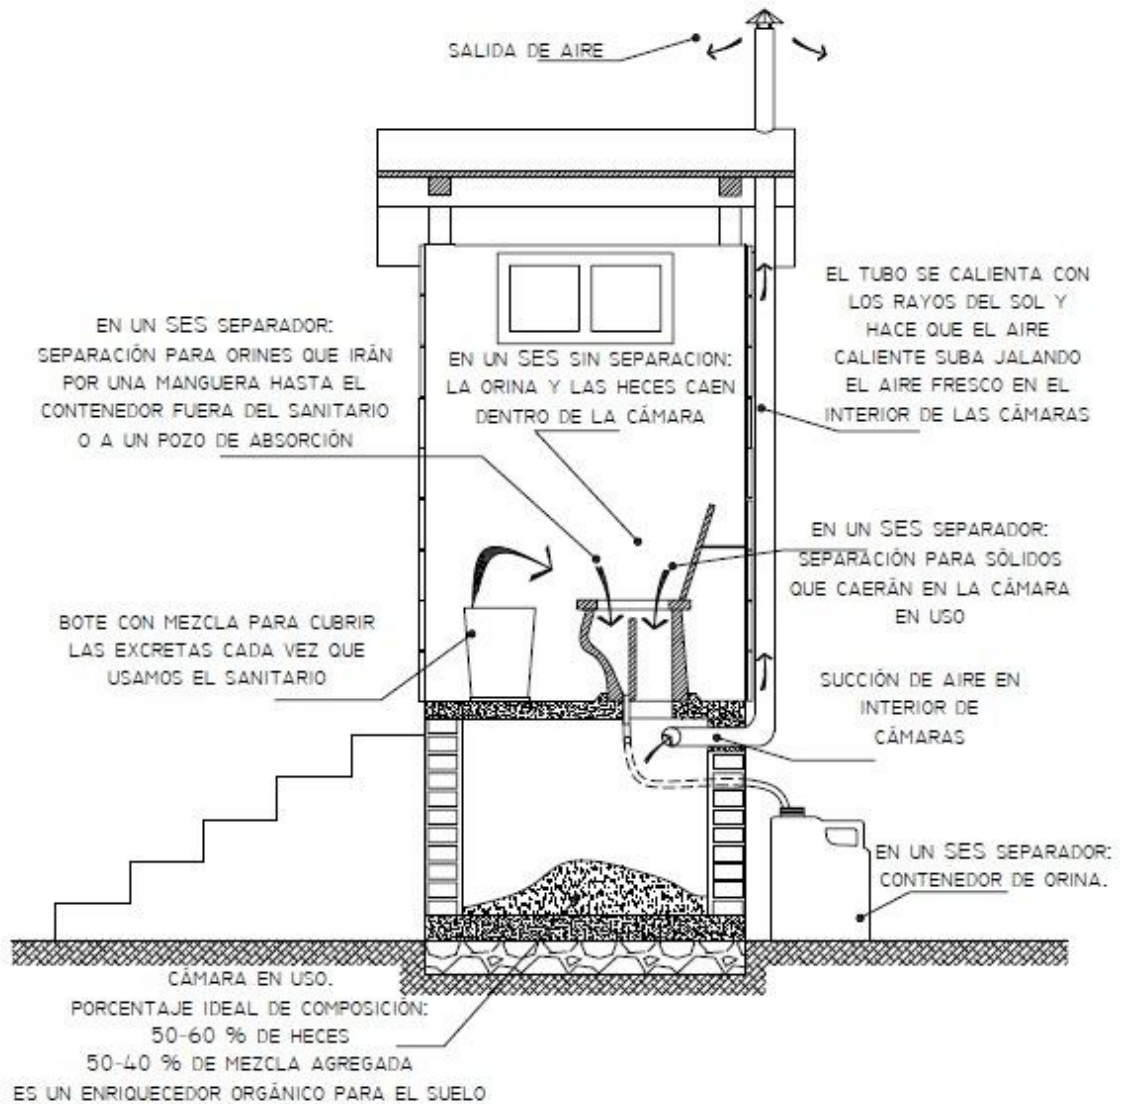 SALIDA DE AIRE
EL TUBO SE CALIENTA CON
LOS RAYOS DEL SOL Y
HACE QUE EL AIRE
CALIENTE SUBA JALANDO
EL AIRE FRESCO EN EL
INTERIOR DE LAS CÁMARAS
EN UN SES SEPARADOR:
SEPARACIÓN PARA ORINES QUE IRÁN
POR UNA MANGUERA HASTA EL
CONTENEDOR FUERA DEL SANITARIO
O A UN POZO DE ABSORCIÓN
EN UN SES SIN SEPARACION:
LA ORINA Y LAS HECES CAEN
DENTRO DE LA CÁMARA
EN UN SES SEPARADOR:
SEPARACIÓN PARA SÓLIDOS
QUE CAERÁN EN LA CÁMARA
EN USO
BOTE CON MEZCLA PARA CUBRIR
LAS EXCRETAS CADA VEZ QUE
USAMOS EL SANITARIO
SUCCIÓN DE AIRE EN
INTERIOR DE
CÁMARAS
EN UN SES SEPARADOR:
CONTENEDOR DE ORINA.
CÁMARA EN USO.
PORCENTAJE IDEAL DE COMPOSICIÓN:
50-60 % DE HECES
50-40 % DE MEZCLA AGREGADA
ES UN ENRIQUECEDOR ORGÁNICO PARA EL SUELO